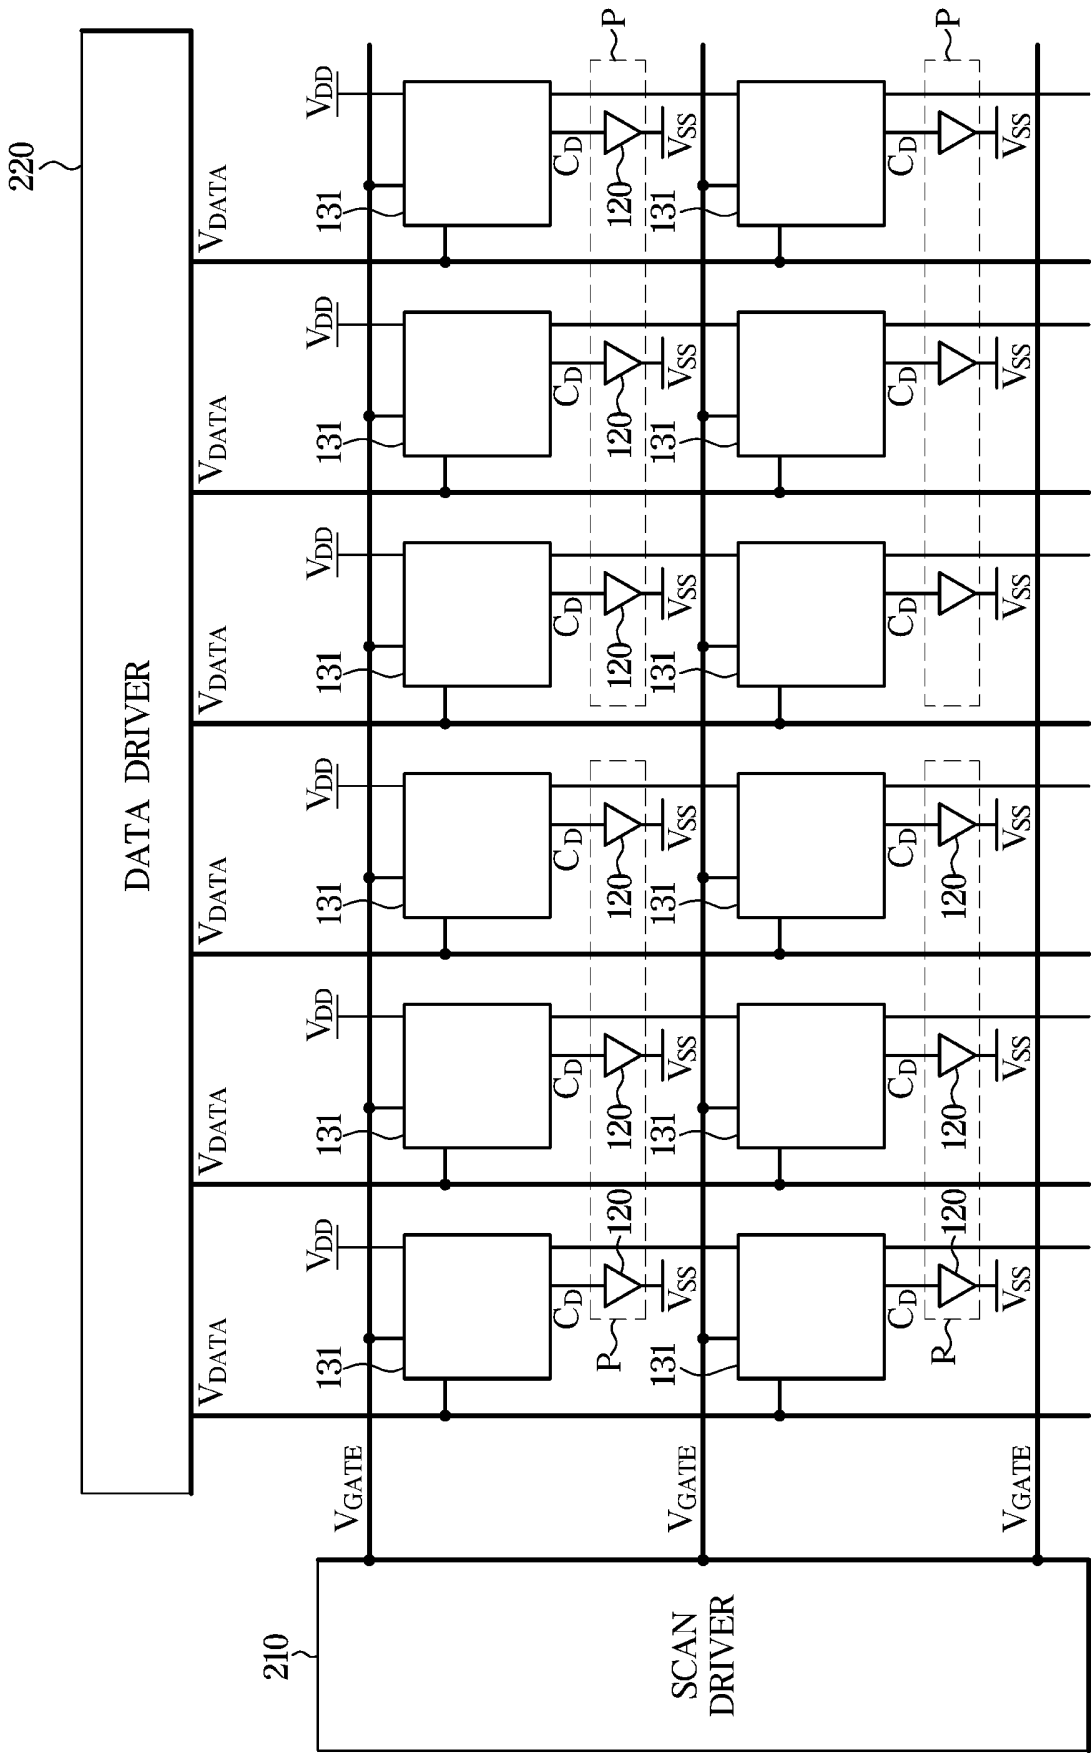 220
DATA DRIVER
VDATA VDATA VDATA VDATA VDATA VDATA
210
VDD VDD VDD VDD VDD VDD
131 131 131 131 131 131
VGATE
CD CD CD CD CD CD
P 120 120 120 120 120 120 P
131 131 131 131 131 131
VSS VSS VSS VSS VSS VSS
VGATE
SCAN
DRIVER
CD CD CD CD CD CD
P 120 120 120 P
VSS VSS VSS VSS VSS VSS
VGATE